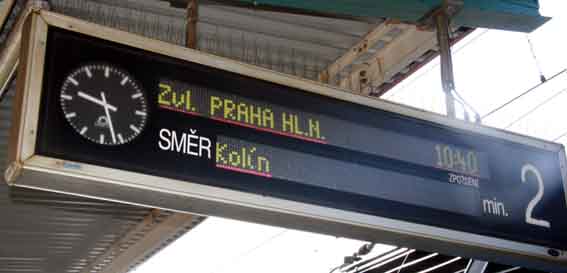 Zvl. PRAHA HL.N.
10:40
SMĚR Kolín
ZPOŽDĚNÍ
min.
2